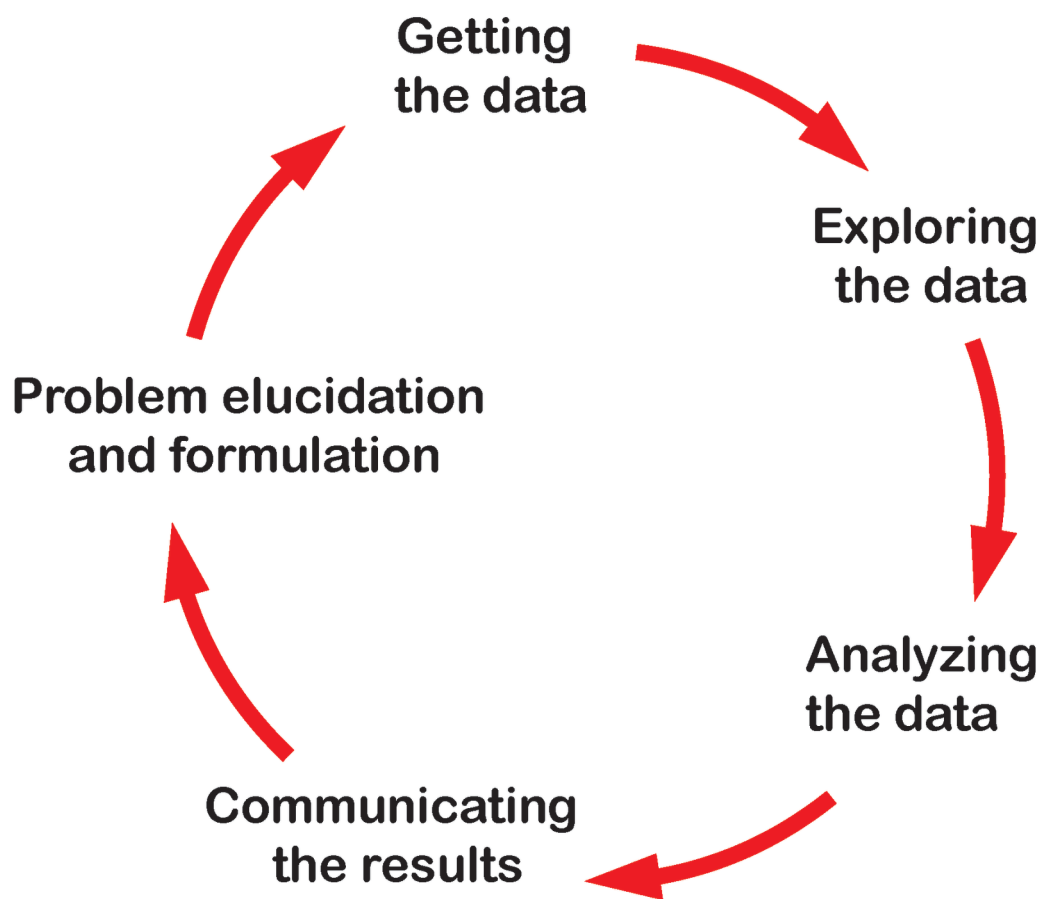 Getting
the data
Exploring
the data
Analyzing
the data
Communicating
the results
Problem elucidation
and formulation